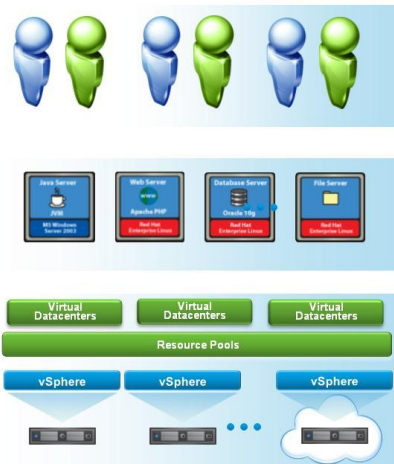 Java Server
JVM
MS Windows
Server 2003
Web Server
www
Apache PHP
Red Hat
Enterprise Linux
Database Server
Oracle 10g
Red Hat
Enterprise Linux
File Server
Red Hat
Enterprise Linux
Virtual
Datacenters
Virtual
Datacenters
Virtual
Datacenters
Resource Pools
vSphere
vSphere
vSphere